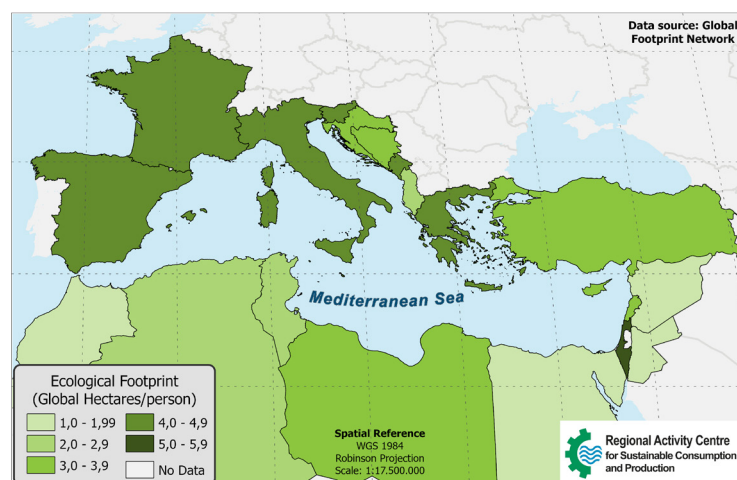 Data source: Global
Footprint Network
Mediterranean Sea
Ecological Footprint
(Global Hectares/person)
1,0 - 1,99
4,0 - 4,9
2,0 - 2,9
5,0 - 5,9
3,0 - 3,9
No Data
Spatial Reference
WGS 1984
Robinson Projection
Scale: 1:17.500.000
Regional Activity Centre
for Sustainable Consumption
and Production